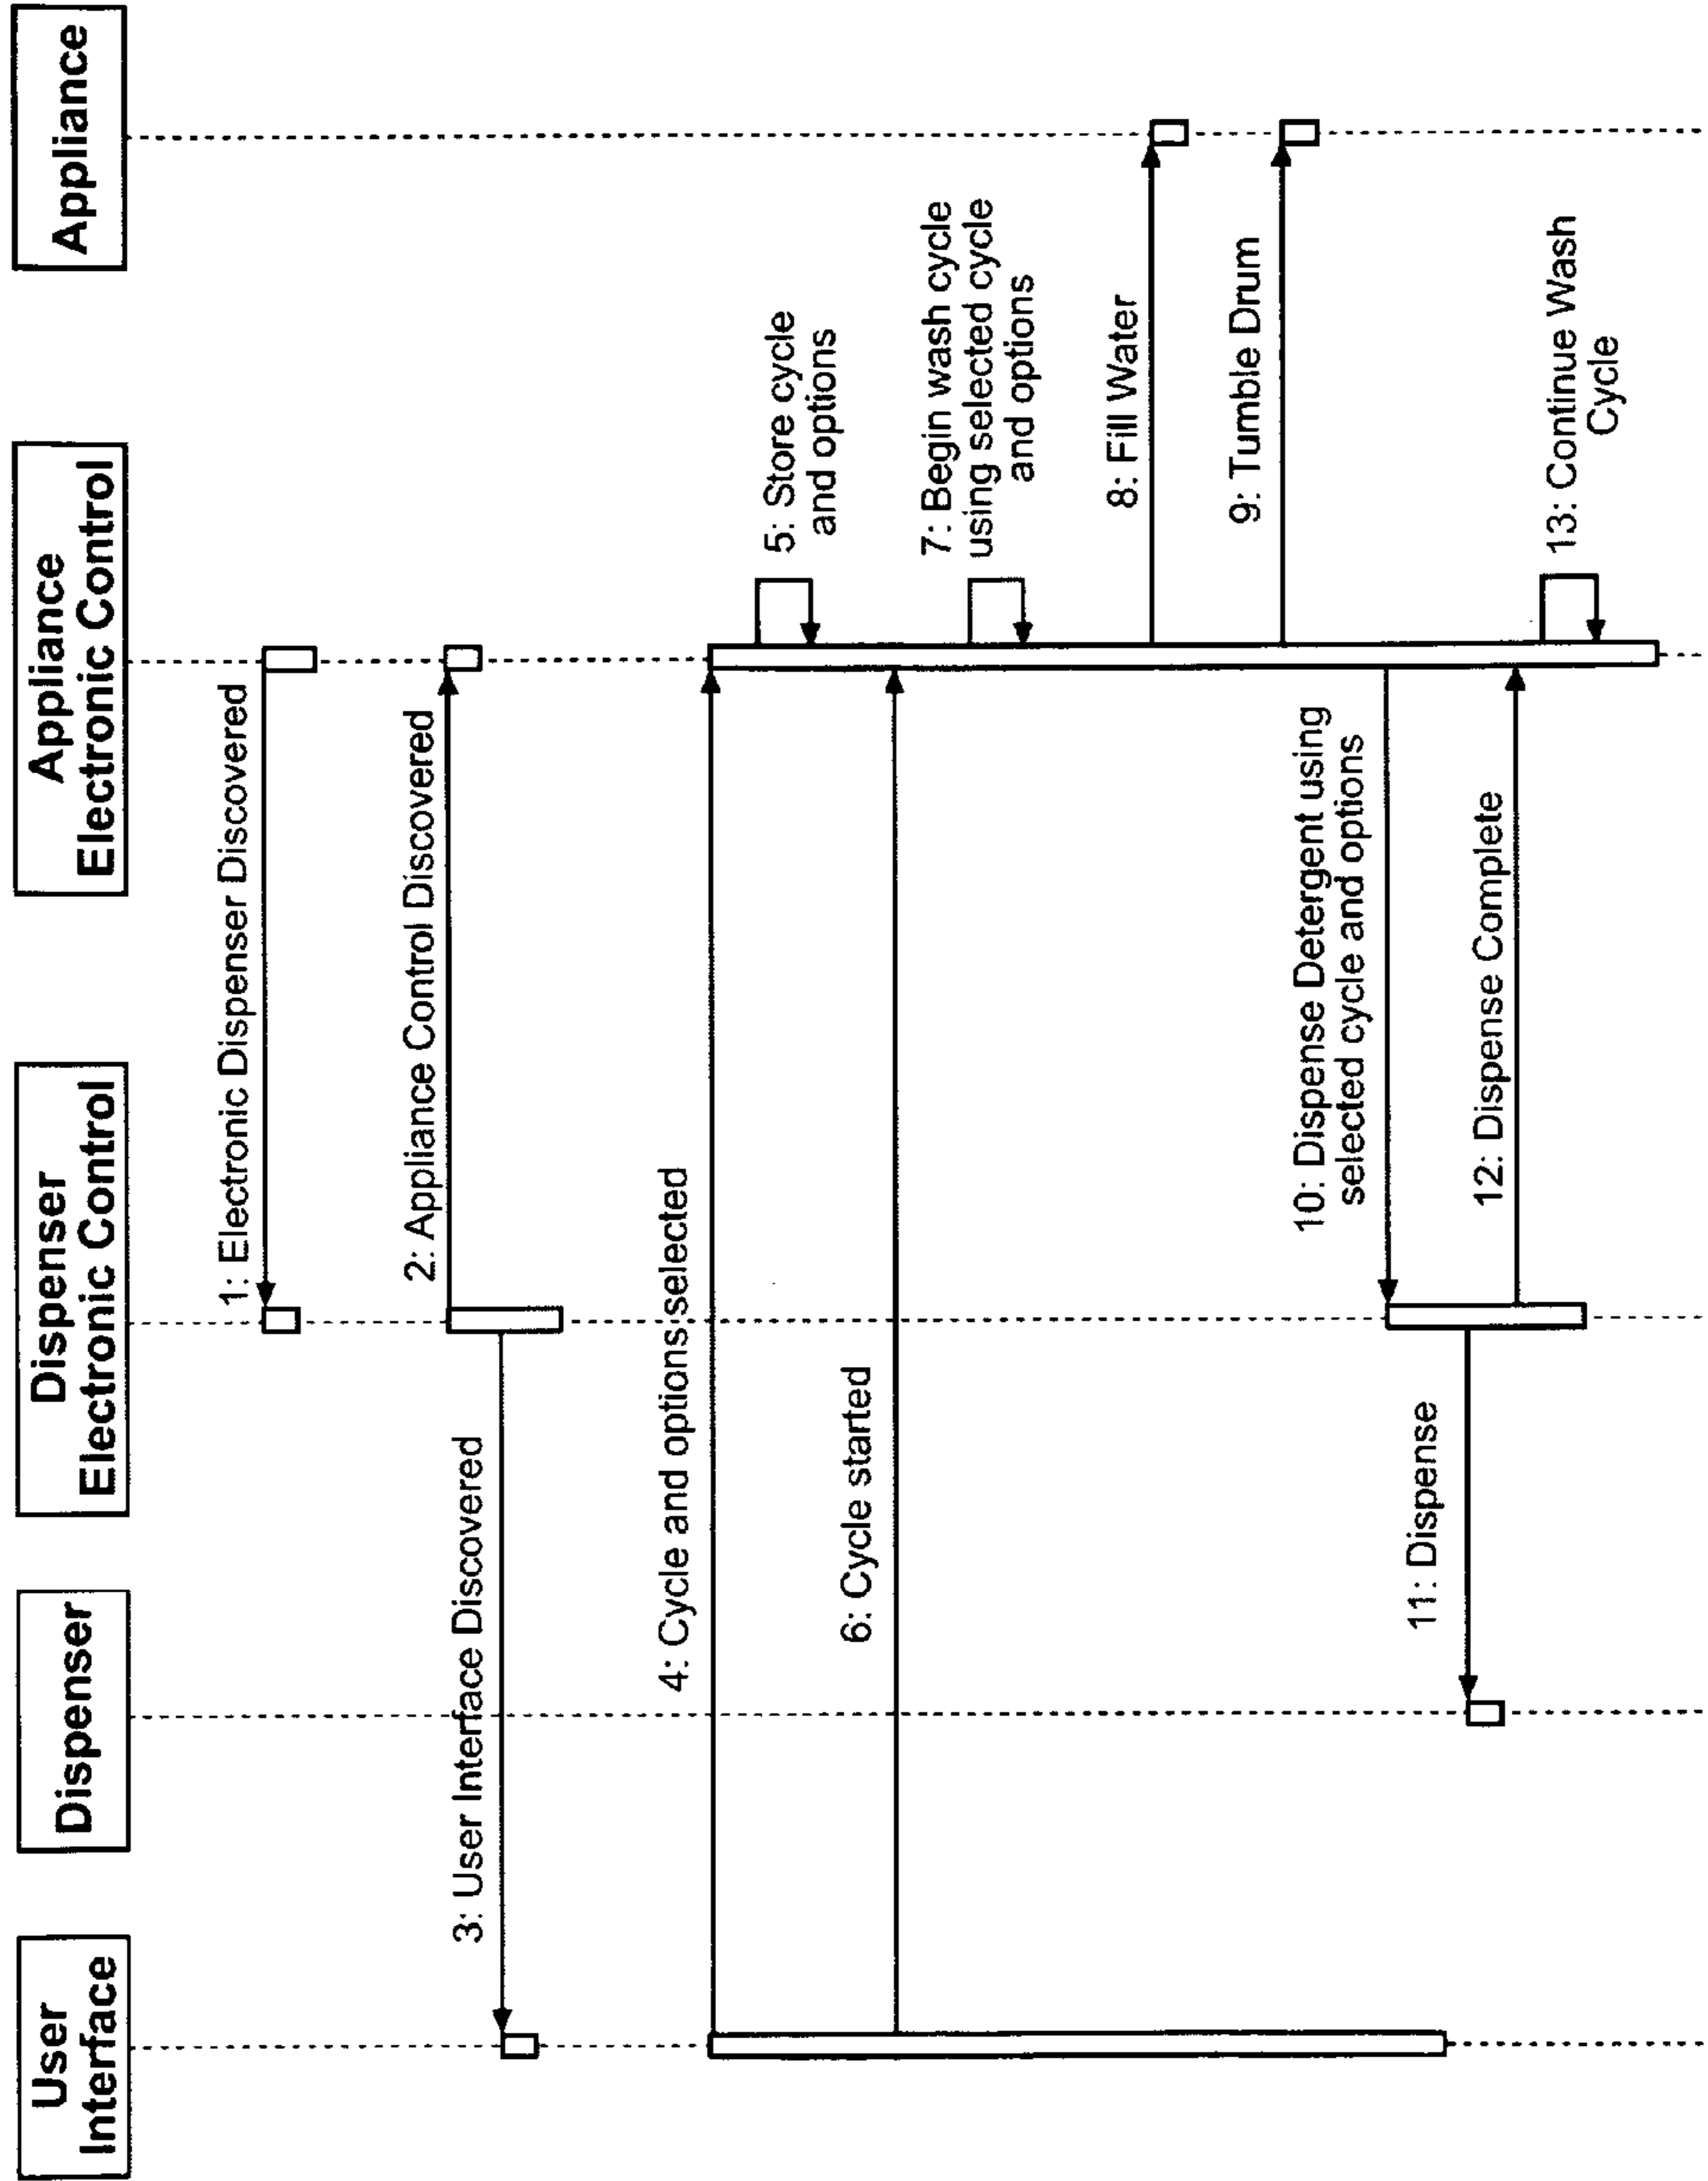 User
Interface
Dispenser
Dispenser
Electronic Control
Appliance
Electronic Control
Appliance
1: Electronic Dispenser Discovered
2: Appliance Control Discovered
3: User Interface Discovered
4: Cycle and options selected
5: Store cycle
and options
6: Cycle started
7: Begin wash cycle
using selected cycle
and options
8: Fill Water
9: Tumble Drum
10: Dispense Detergent using
selected cycle and options
11: Dispense
12: Dispense Complete
13: Continue Wash
Cycle